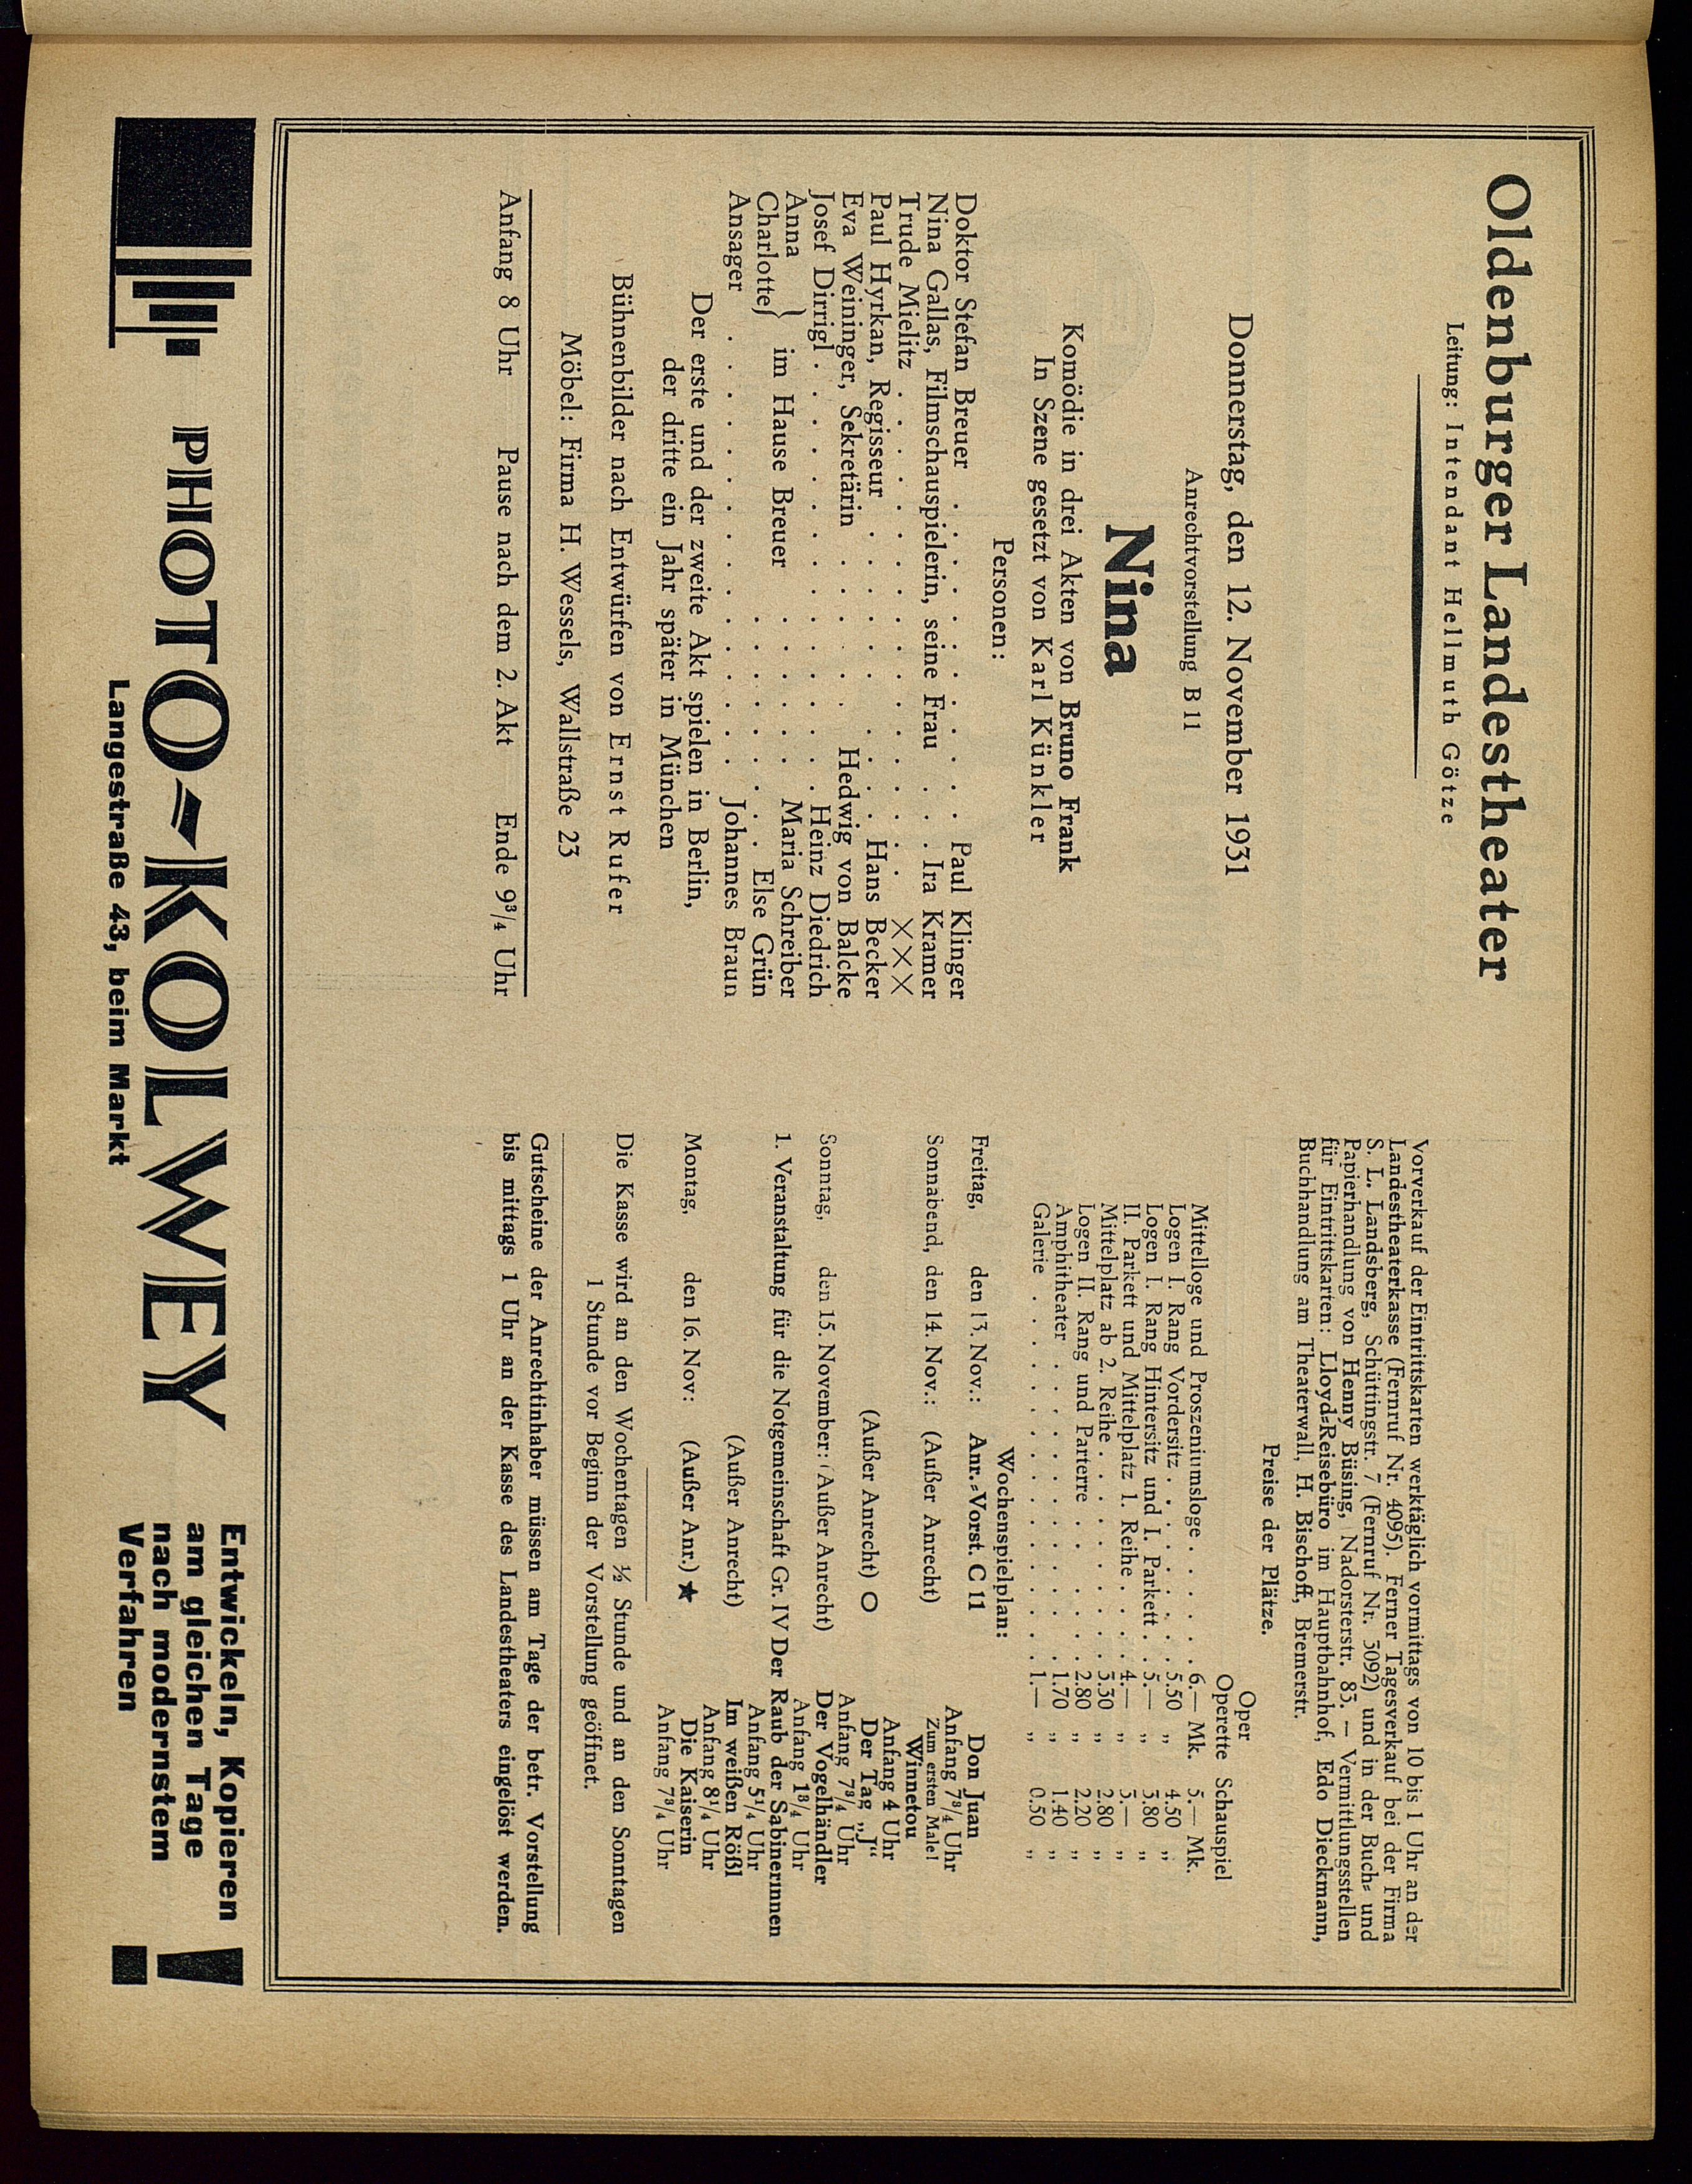 Oldenburger Landestheater
Leitung: Intendant Hellmuth Götze
Donnerstag, den 12. November 1931
Anrechtvorstellung B 11
Nina
Komödie in drei Akten von Bruno Frank
In Szene gesetzt von Karl Künkler
Personen:
Doktor Stefan Breuer . . . . . . . . . . . Paul Klinger
Nina Gallas, Filmschauspielerin, seine Frau . . . Ira Kramer
Trude Mielitz . . . . . . . . . . . . . . . . . ×××
Paul Hyrkan, Regisseur . . . . . . . . . . . Hans Becker
Eva Weininger, Sekretärin . . . . . . Hedwig von Balcke
Josef Dirrigl . . . . . . . . . . . . . . . Heinz Diedrich
Anna } im Hause Breuer . . . . . . Maria Schreiber
Charlotte} . . . . . . . . Else Grün
Ansager . . . . . . . . . . . . . . . . Johannes Braun
Der erste und der zweite Akt spielen in Berlin,
der dritte ein Jahr später in München
Bühnenbilder nach Entwürfen von Ernst Rufer
Möbel: Firma H. Wessels, Wallstraße 23
Anfang 8 Uhr Pause nach dem 2. Akt Ende 9¾ Uhr
Vorverkauf der Eintrittskarten werktäglich vormittags von 10 bis 1 Uhr an der
Landestheaterkasse (Fernruf Nr. 4095). Ferner Tagesverkauf bei der Firma
S. L. Landsberg, Schüttingstr. 7 (Fernruf Nr. 3092) und in der Buch- und
Papierhandlung von Henny Büsing, Nadorsterstr. 83. — Vermittlungsstellen
für Eintrittskarten: Lloyd-Reisebüro im Hauptbahnhof, Edo Dieckmann,
Buchhandlung am Theaterwall, H. Bischoff, Bremerstr.
Preise der Plätze.
Oper
Operette Schauspiel
Mittelloge und Proszeniumsloge . . . . . 6.— Mk. 5.— Mk.
Logen I. Rang Vordersitz . . . . . . . . 5.50 „ 4.50 „
Logen I. Rang Hintersitz und I. Parkett . . 5.— „ 3.80 „
II. Parkett und Mittelplatz 1. Reihe . . . . 4.— „ 3.— „
Mittelplatz ab 2. Reihe . . . . . . . . . 3.30 „ 2.80 „
Logen II. Rang und Parterre . . . . . . . 2.80 „ 2.20 „
Amphitheater . . . . . . . . . . . . . 1.70 „ 1.40 „
Galerie . . . . . . . . . . . . . . . 1.— „ 0.50 „
Wochenspielplan:
Freitag, den 13. Nov.: Anr.-Vorst. C 11 Don Juan
Anfang 7¾ Uhr
Zum ersten Male!
Sonnabend, den 14. Nov.: (Außer Anrecht) Winnetou
Anfang 4 Uhr
(Außer Anrecht) O Der Tag „J“
Anfang 7¾ Uhr
Sonntag, den 15. November: (Außer Anrecht) Der Vogelhändler
Anfang 1¾ Uhr
1. Veranstaltung für die Notgemeinschaft Gr. IV Der Raub der Sabinerinnen
Anfang 5¼ Uhr
(Außer Anrecht) Im weißen Rößl
Anfang 8¼ Uhr
Montag, den 16. Nov: (Außer Anr.) ★ Die Kaiserin
Anfang 7¾ Uhr
Die Kasse wird an den Wochentagen ½ Stunde und an den Sonntagen
1 Stunde vor Beginn der Vorstellung geöffnet.
Gutscheine der Anrechtinhaber müssen am Tage der betr. Vorstellung
bis mittags 1 Uhr an der Kasse des Landestheaters eingelöst werden.
PHOTO-KOLWEY
Langestraße 43, beim Markt
Entwickeln, Kopieren
am gleichen Tage
nach modernstem
Verfahren !